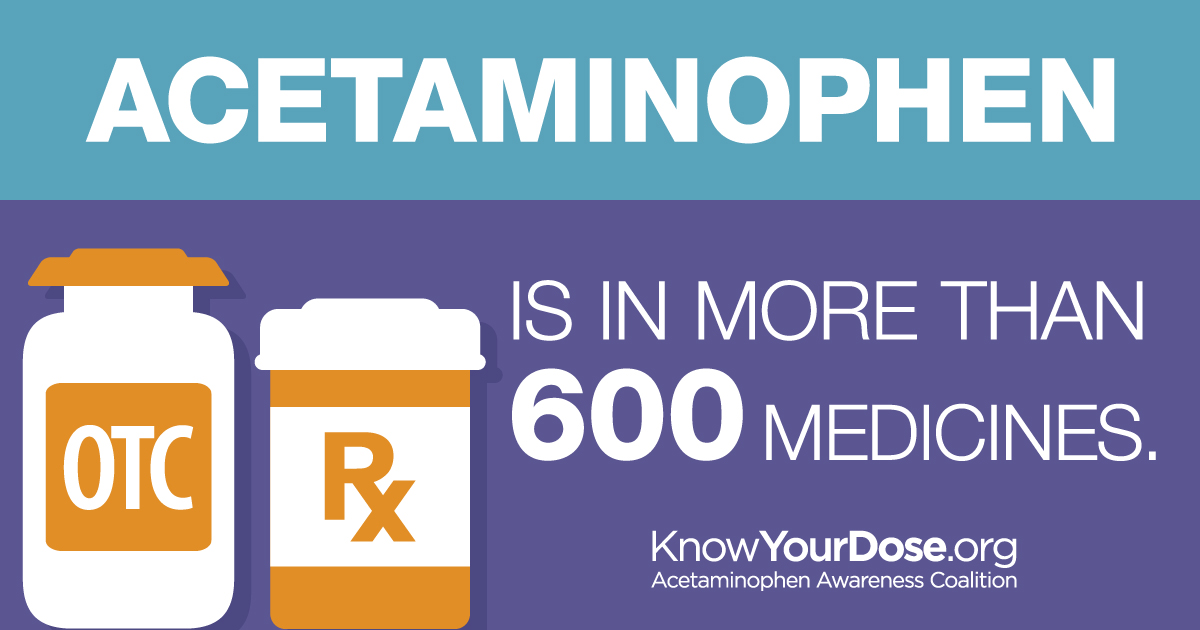 ACETAMINOPHEN
OTC
Rx
IS IN MORE THAN
600 MEDICINES.
KnowYourDose.org
Acetaminophen Awareness Coalition